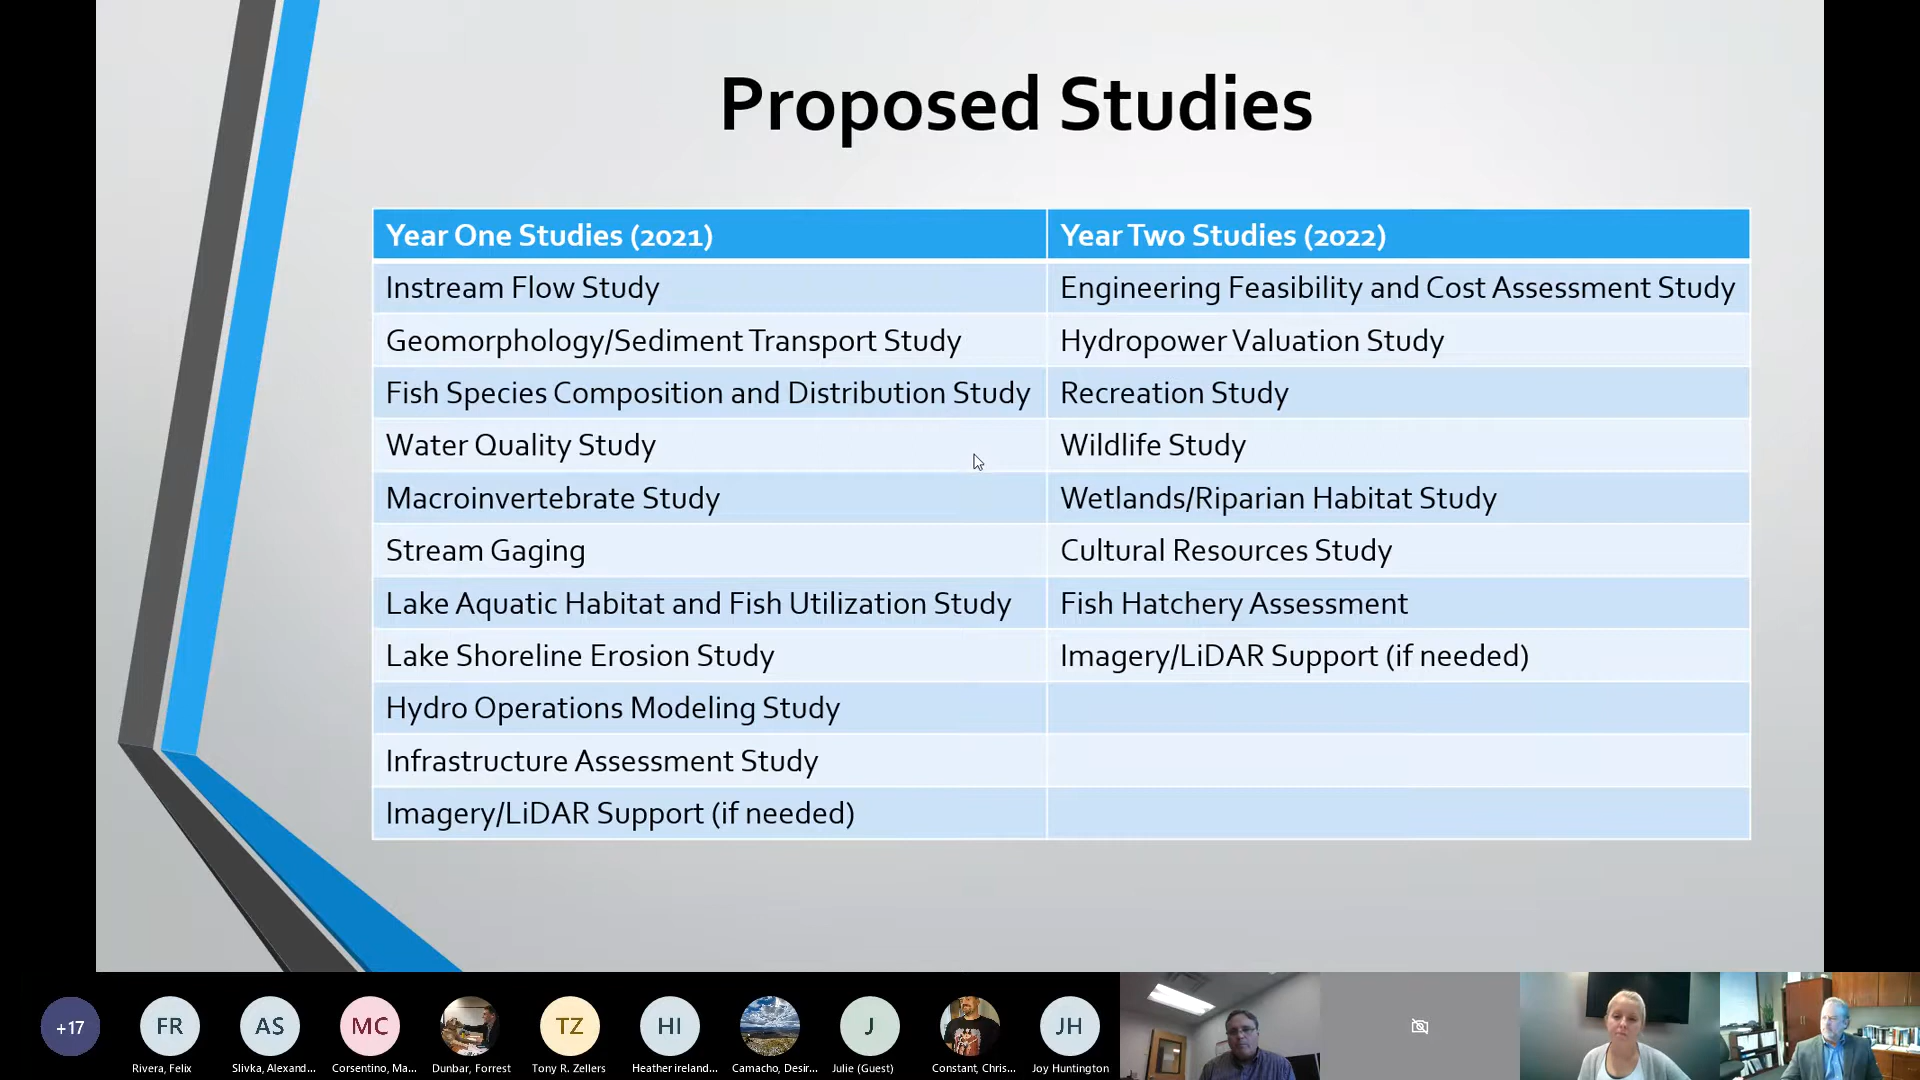 Proposed Studies
Year One Studies (2021)
Year Two Studies (2022)
Instream Flow Study
Engineering Feasibility and Cost Assessment Study
Geomorphology/Sediment Transport Study
Hydropower Valuation Study
Fish Species Composition and Distribution Study
Recreation Study
Water Quality Study
Wildlife Study
Macroinvertebrate Study
Wetlands/Riparian Habitat Study
Stream Gaging
Cultural Resources Study
Lake Aquatic Habitat and Fish Utilization Study
Fish Hatchery Assessment
Lake Shoreline Erosion Study
Imagery/LiDAR Support (if needed)
Hydro Operations Modeling Study
Infrastructure Assessment Study
Imagery/LiDAR Support (if needed)
+17
FR
AS
MC
TZ
HI
J
JH
Rivera, Felix
Slivka, Alexand...
Corsentino, Ma...
Dunbar, Forrest
Tony R. Zellers
Heather ireland...
Camacho, Desir...
Julie (Guest)
Constant, Chris...
Joy Huntington